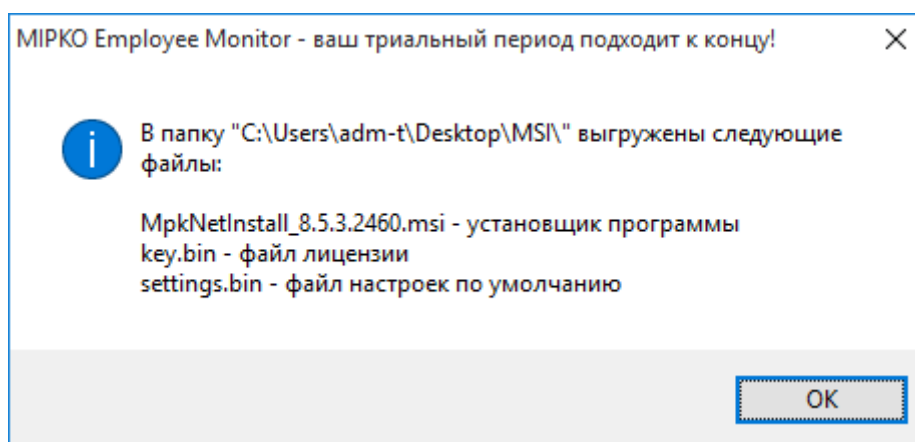 MIPKO Employee Monitor - ваш триальный период подходит к концу!
В папку "C:\Users\adm-t\Desktop\MSI\" выгружены следующие
файлы:
MpkNetInstall_8.5.3.2460.msi - установщик программы
key.bin - файл лицензии
settings.bin - файл настроек по умолчанию
OK